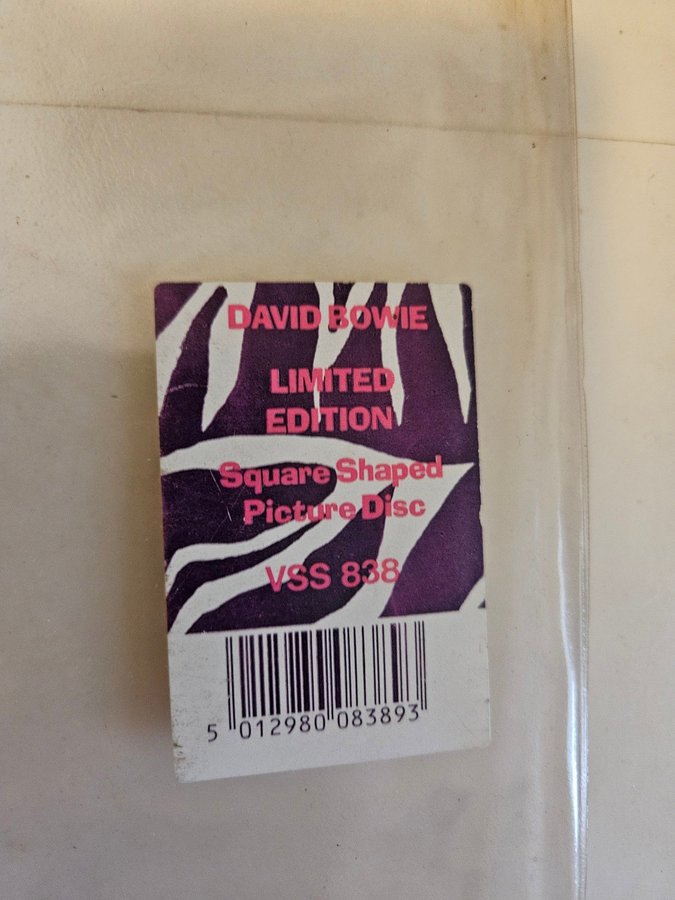 DAVID BOWIE
LIMITED
EDITION
Square Shaped
Picture Disc
VSS 838
5 012980 083893